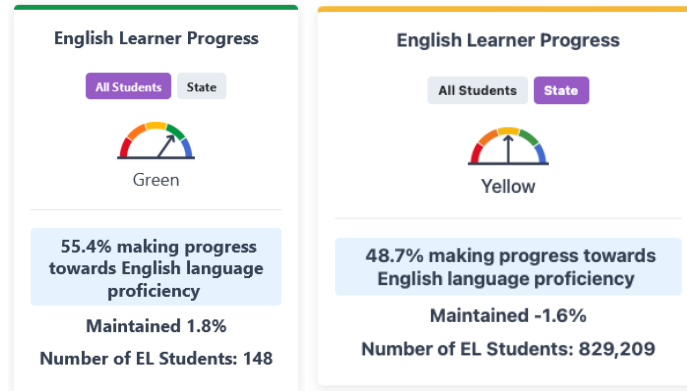 English Learner Progress
All Students
State
Green
55.4% making progress
towards English language
proficiency
Maintained 1.8%
Number of EL Students: 148
English Learner Progress
All Students
State
Yellow
48.7% making progress towards
English language proficiency
Maintained -1.6%
Number of EL Students: 829,209